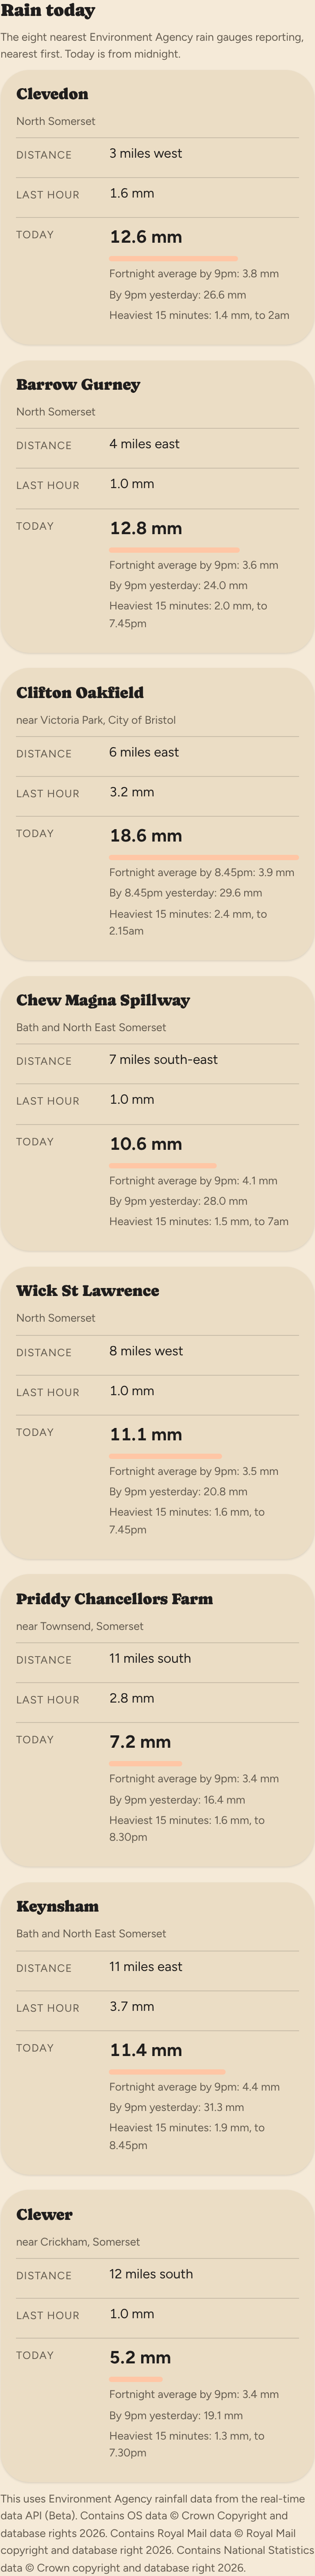 Rain today
The eight nearest Environment Agency rain gauges reporting,
nearest first. Today is from midnight.
Clevedon
North Somerset
DISTANCE
3 miles west
LAST HOUR
1.6 mm
TODAY
12.6 mm
Fortnight average by 9pm: 3.8 mm
By 9pm yesterday: 26.6 mm
Heaviest 15 minutes: 1.4 mm, to 2am
Barrow Gurney
North Somerset
DISTANCE
4 miles east
LAST HOUR
1.0 mm
TODAY
12.8 mm
Fortnight average by 9pm: 3.6 mm
By 9pm yesterday: 24.0 mm
Heaviest 15 minutes: 2.0 mm, to
7.45pm
Clifton Oakfield
near Victoria Park, City of Bristol
DISTANCE
6 miles east
LAST HOUR
3.2 mm
TODAY
18.6 mm
Fortnight average by 8.45pm: 3.9 mm
By 8.45pm yesterday: 29.6 mm
Heaviest 15 minutes: 2.4 mm, to
2.15am
Chew Magna Spillway
Bath and North East Somerset
DISTANCE
7 miles south-east
LAST HOUR
1.0 mm
TODAY
10.6 mm
Fortnight average by 9pm: 4.1 mm
By 9pm yesterday: 28.0 mm
Heaviest 15 minutes: 1.5 mm, to 7am
Wick St Lawrence
North Somerset
DISTANCE
8 miles west
LAST HOUR
1.0 mm
TODAY
11.1 mm
Fortnight average by 9pm: 3.5 mm
By 9pm yesterday: 20.8 mm
Heaviest 15 minutes: 1.6 mm, to
7.45pm
Priddy Chancellors Farm
near Townsend, Somerset
DISTANCE
11 miles south
LAST HOUR
2.8 mm
TODAY
7.2 mm
Fortnight average by 9pm: 3.4 mm
By 9pm yesterday: 16.4 mm
Heaviest 15 minutes: 1.6 mm, to
8.30pm
Keynsham
Bath and North East Somerset
DISTANCE
11 miles east
LAST HOUR
3.7 mm
TODAY
11.4 mm
Fortnight average by 9pm: 4.4 mm
By 9pm yesterday: 31.3 mm
Heaviest 15 minutes: 1.9 mm, to
8.45pm
Clewer
near Crickham, Somerset
DISTANCE
12 miles south
LAST HOUR
1.0 mm
TODAY
5.2 mm
Fortnight average by 9pm: 3.4 mm
By 9pm yesterday: 19.1 mm
Heaviest 15 minutes: 1.3 mm, to
7.30pm
This uses Environment Agency rainfall data from the real-time
data API (Beta). Contains OS data © Crown Copyright and
database rights 2026. Contains Royal Mail data © Royal Mail
copyright and database right 2026. Contains National Statistics
data © Crown copyright and database right 2026.